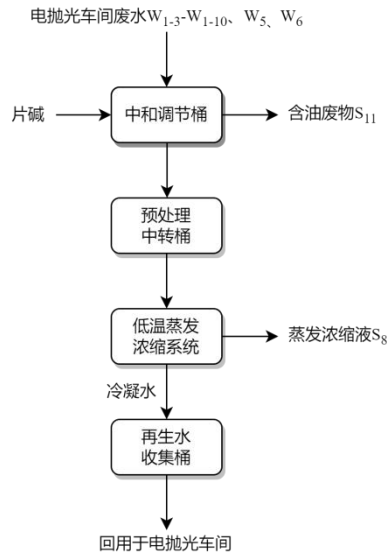 电抛光车间废水W₁₋₃-W₁₋₁₀、W₅、W₆
片碱
中和调节桶
含油废物S₁₁
预处理
中转桶
低温蒸发
浓缩系统
蒸发浓缩液S₈
冷凝水
再生水
收集桶
回用于电抛光车间